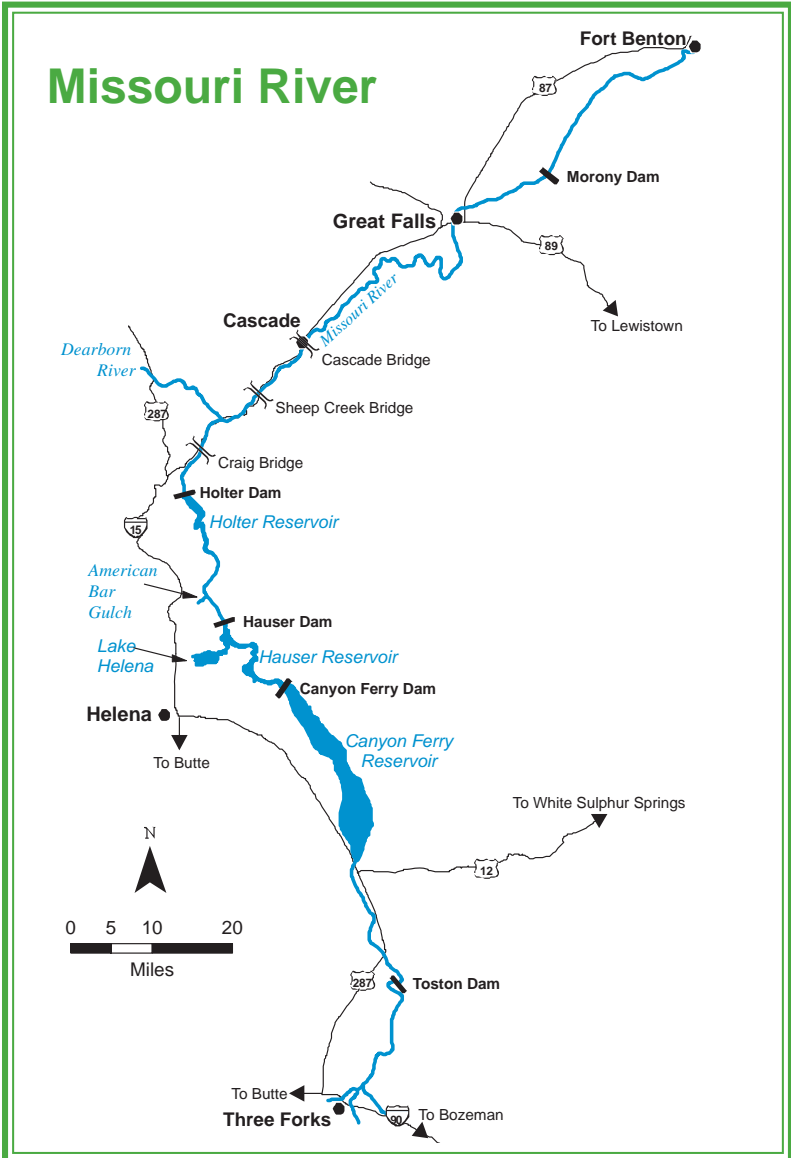 Missouri River
Fort Benton
87
Morony Dam
Great Falls
89
To Lewistown
Missouri River
Cascade
Cascade Bridge
Dearborn
River
287
Sheep Creek Bridge
Craig Bridge
Holter Dam
Holter Reservoir
15
American
Bar
Gulch
Hauser Dam
Lake
Helena
Hauser Reservoir
Canyon Ferry Dam
Helena
To Butte
Canyon Ferry
Reservoir
To White Sulphur Springs
12
N
0 5 10 20
Miles
287
Toston Dam
To Butte
Three Forks
90
To Bozeman